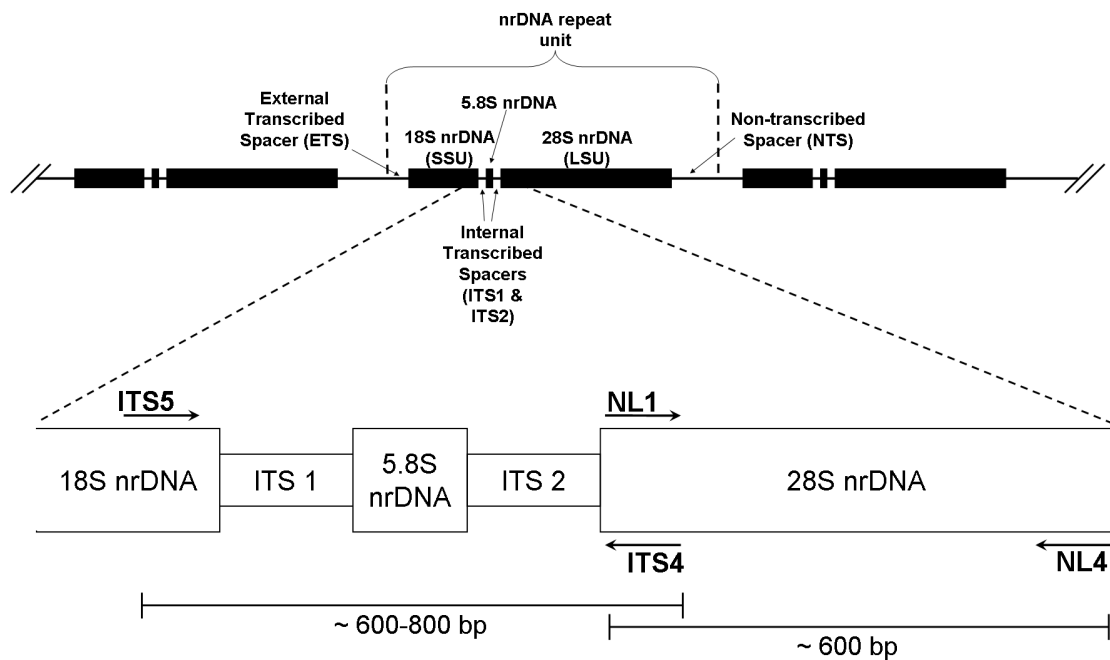 nrDNA repeat
unit
External
Transcribed
Spacer (ETS)
5.8S nrDNA
18S nrDNA
(SSU)
28S nrDNA
(LSU)
Non-transcribed
Spacer (NTS)
Internal
Transcribed
Spacers
(ITS1 &
ITS2)
ITS5
NL1
18S nrDNA
ITS 1
5.8S
nrDNA
ITS 2
28S nrDNA
ITS4
NL4
~ 600-800 bp
~ 600 bp